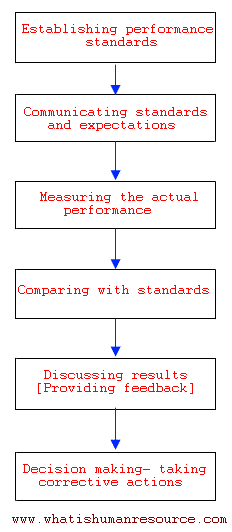 Establishing performance
standards
Communicating standards
and expectations
Measuring the actual
performance
Comparing with standards
Discussing results
[Providing feedback]
Decision making- taking
corrective actions
www.whatishumanresource.com